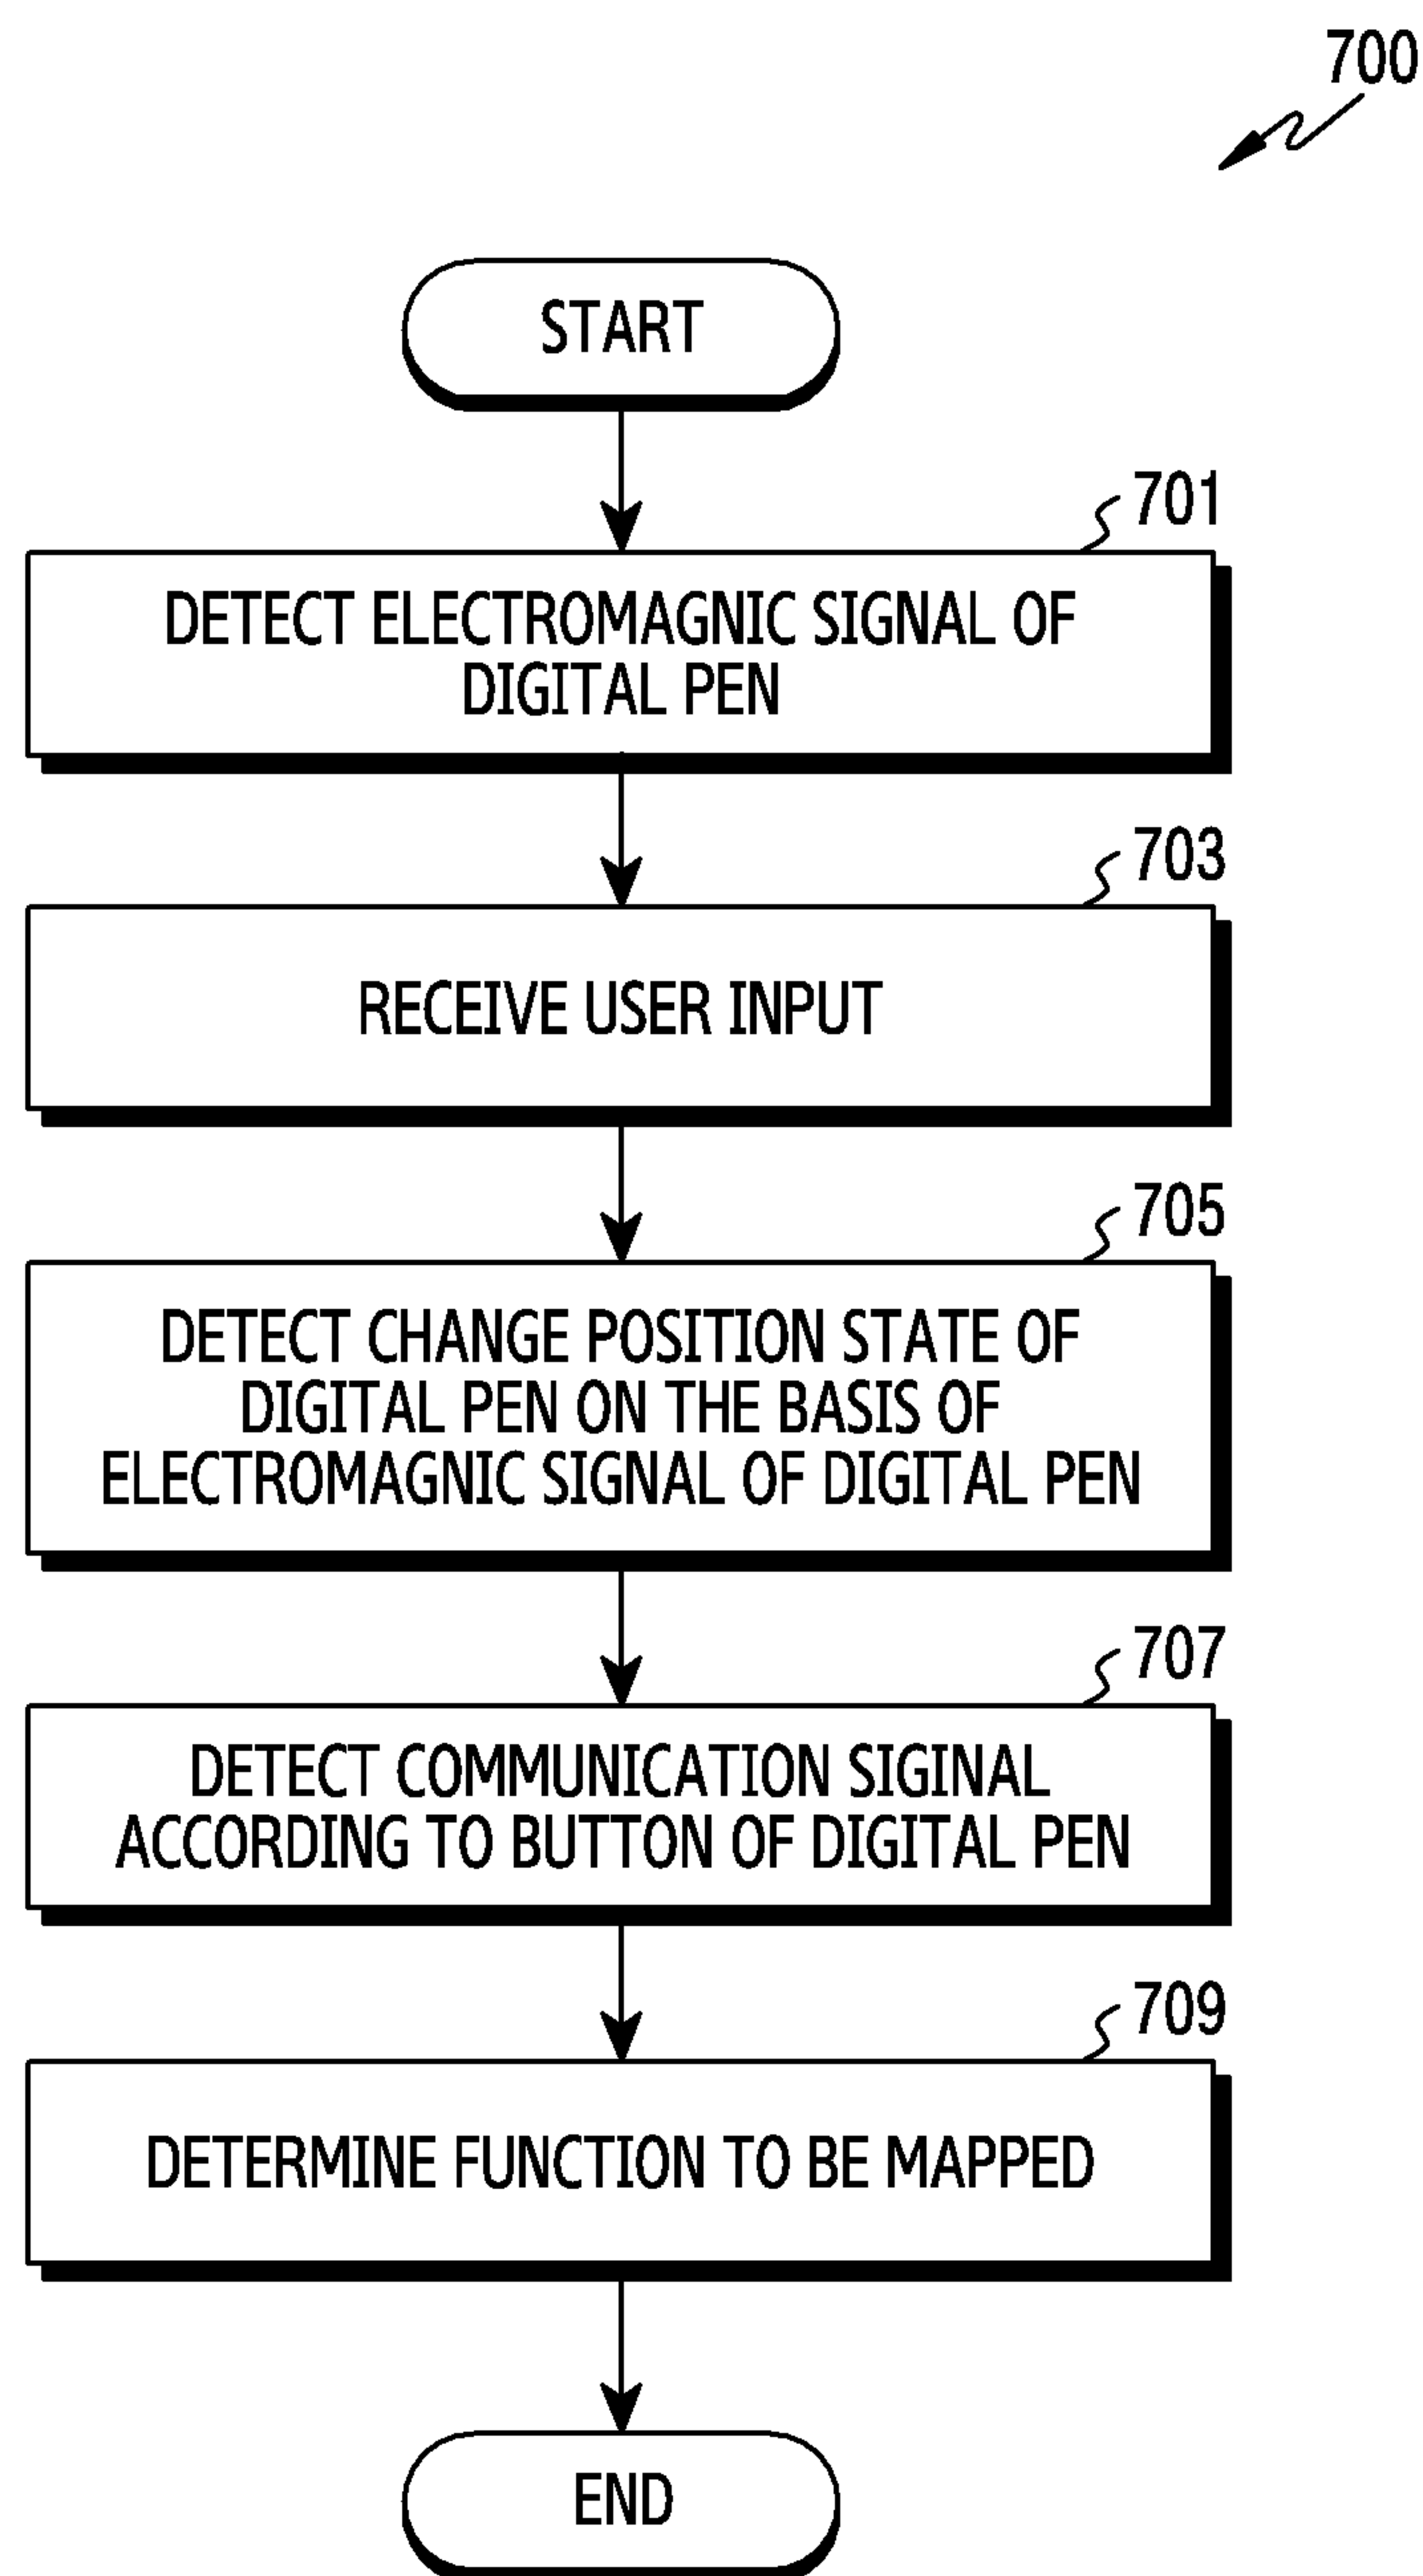 700
START
701
DETECT ELECTROMAGNIC SIGNAL OF
DIGITAL PEN
703
RECEIVE USER INPUT
705
DETECT CHANGE POSITION STATE OF
DIGITAL PEN ON THE BASIS OF
ELECTROMAGNIC SIGNAL OF DIGITAL PEN
707
DETECT COMMUNICATION SIGINAL
ACCORDING TO BUTTON OF DIGITAL PEN
709
DETERMINE FUNCTION TO BE MAPPED
END